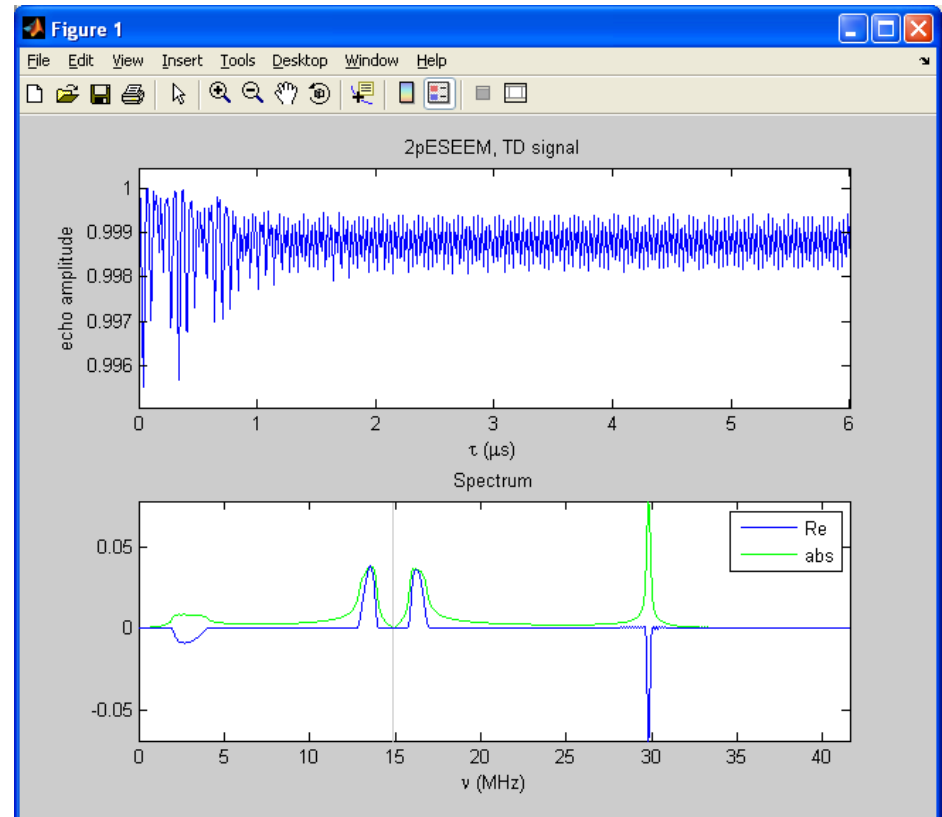 Figure 1
File Edit View Insert Tools Desktop Window Help
2pESEEM, TD signal
1
0.999
0.998
0.997
0.996
echo amplitude
0 1 2 3 4 5 6
τ (μs)
Spectrum
Re
abs
0.05
0
-0.05
0 5 10 15 20 25 30 35 40
ν (MHz)